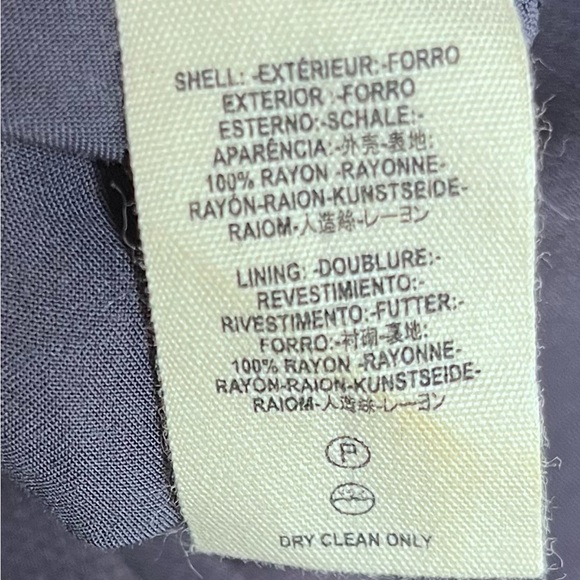 SHELL: -EXTÉRIEUR:-FORRO
EXTERIOR :-FORRO
ESTERNO:-SCHALE:-
APARÊNCIA:-外壳-表地:
100% RAYON -RAYONNE-
RAYÓN-RAION-KUNSTSEIDE-
RAIOM-人造絲-レーヨン
LINING: -DOUBLURE:-
REVESTIMIENTO:-
RIVESTIMENTO:-FUTTER:-
FORRO:-衬砌-裏地:
100% RAYON -RAYONNE-
RAYÓN-RAION-KUNSTSEIDE-
RAIOM-人造絲-レーヨン
P
DRY CLEAN ONLY